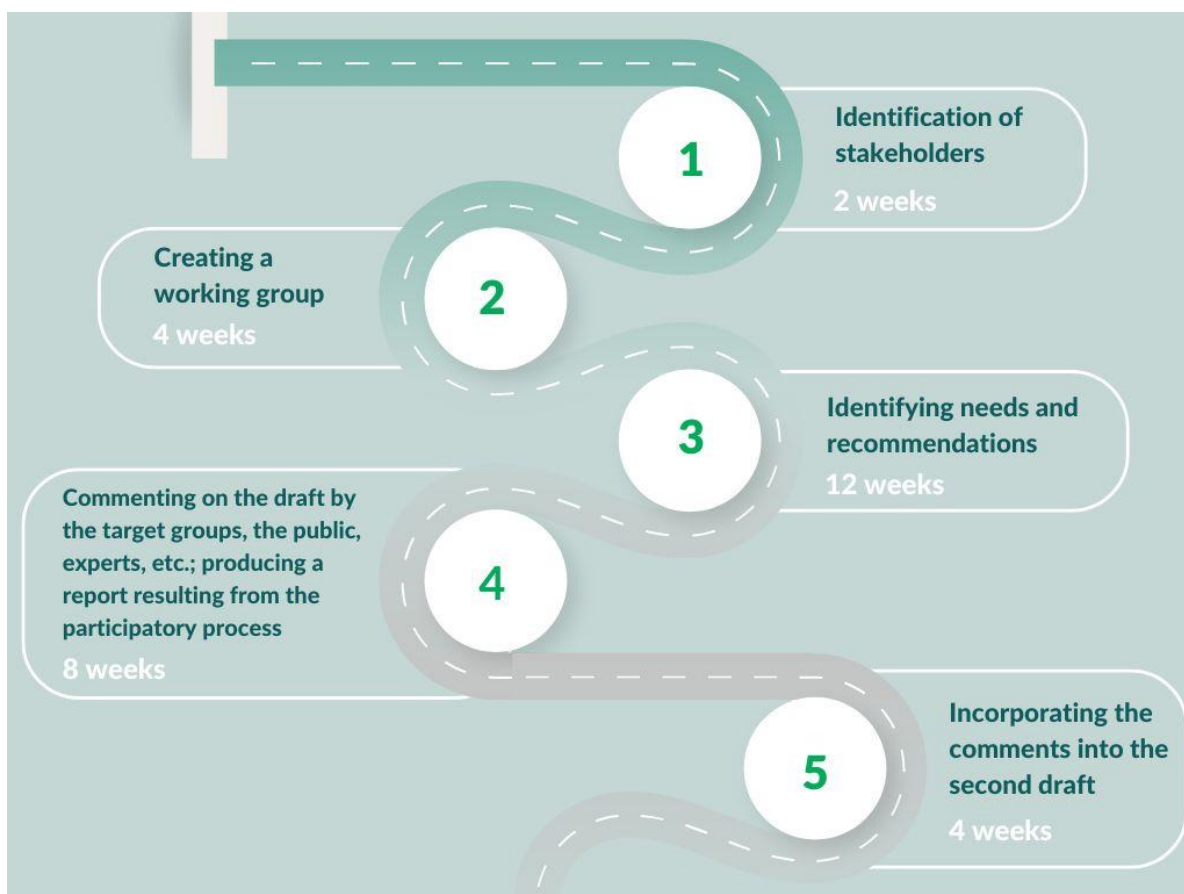 1
Identification of
stakeholders
2 weeks
Creating a
working group
4 weeks
2
3
Identifying needs and
recommendations
12 weeks
Commenting on the draft by
the target groups, the public,
experts, etc.; producing a
report resulting from the
participatory process
8 weeks
4
5
Incorporating the
comments into the
second draft
4 weeks